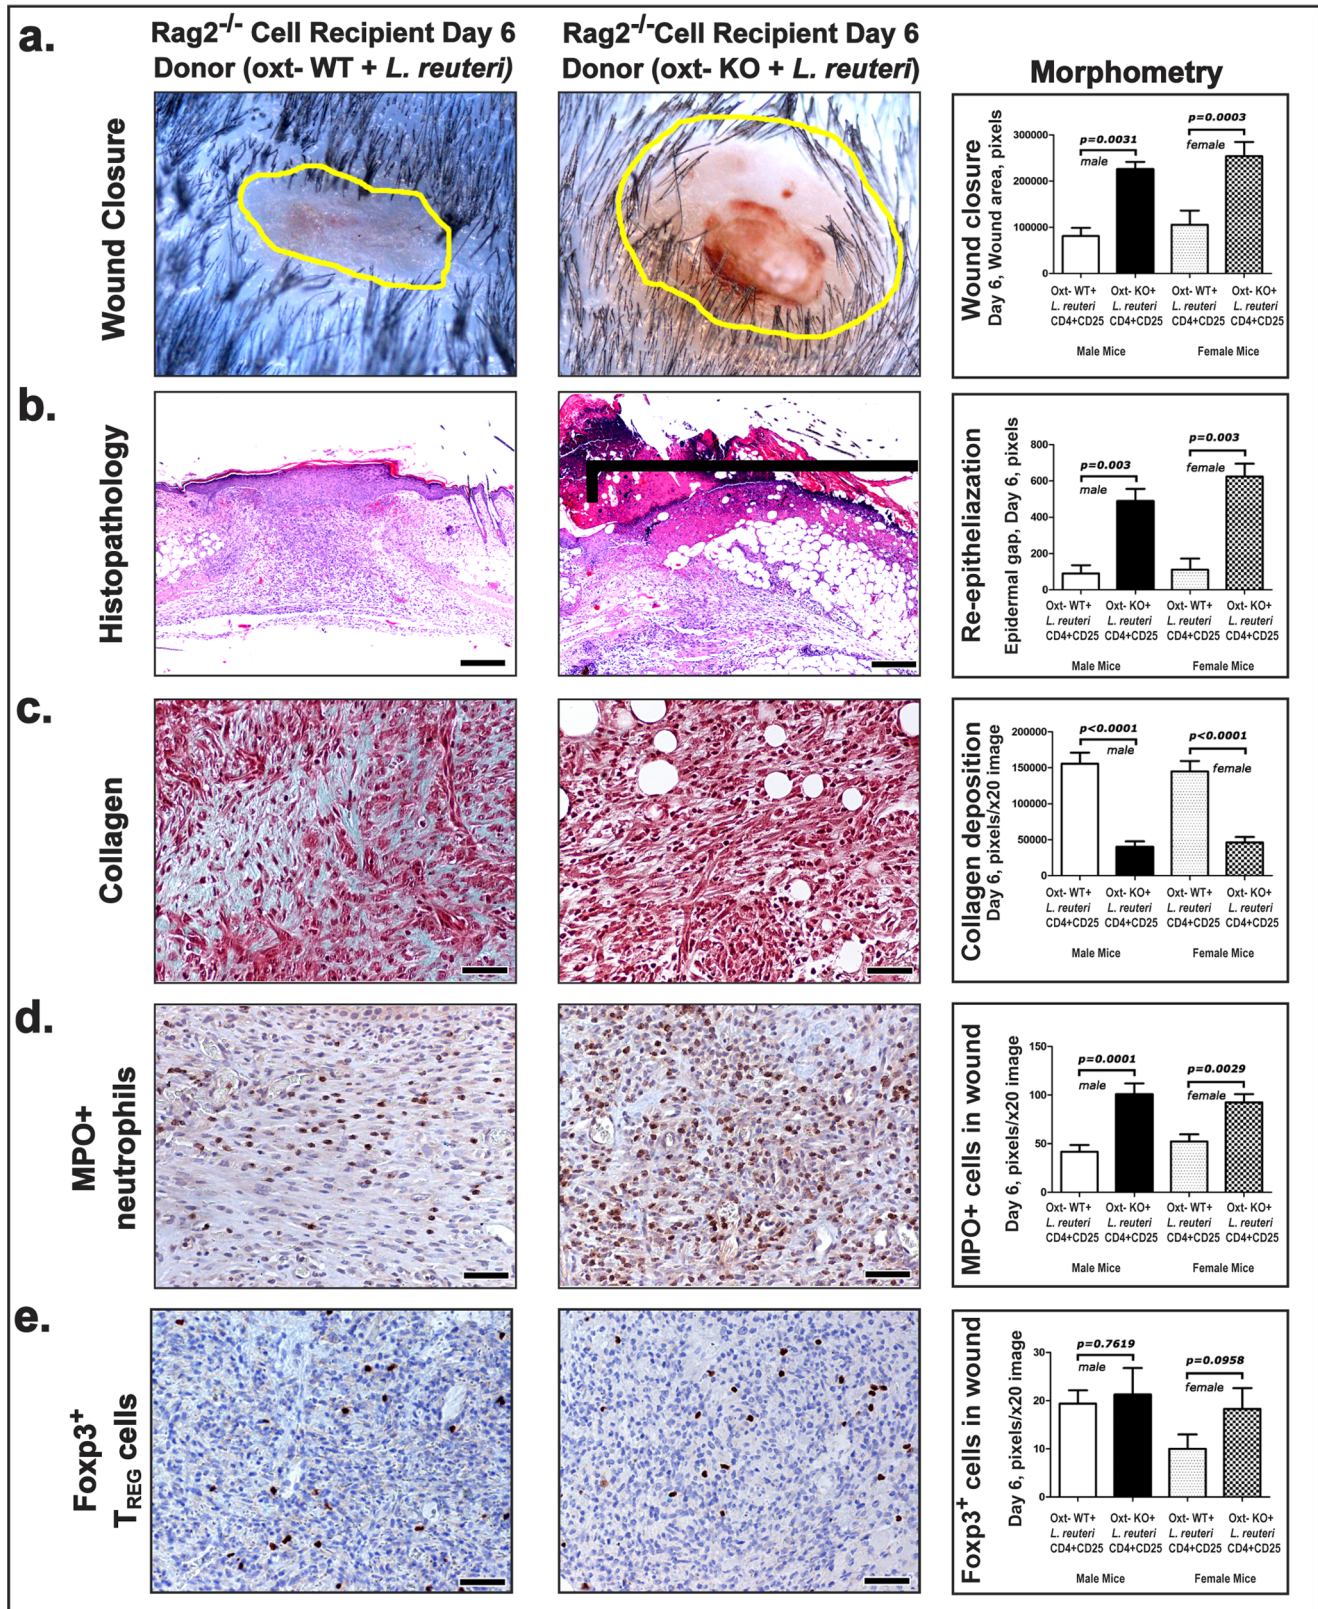 a.
Rag2-/- Cell Recipient Day 6
Donor (oxt- WT + L. reuteri)
Rag2-/-Cell Recipient Day 6
Donor (oxt- KO + L. reuteri)
Morphometry
Wound Closure
Wound closure
Day 6, Wound area, pixels
300000
200000
100000
0
p=0.0031
male
p=0.0003
female
Oxt- WT+ Oxt- KO+ Oxt- WT+ Oxt- KO+
L. reuteri L. reuteri L. reuteri L. reuteri
CD4+CD25 CD4+CD25 CD4+CD25 CD4+CD25
Male Mice Female Mice
b.
Histopathology
Re-epitheliazation
Epidermal gap, Day 6, pixels
800
600
400
200
0
p=0.003
male
p=0.003
female
Oxt- WT+ Oxt- KO+ Oxt- WT+ Oxt- KO+
L. reuteri L. reuteri L. reuteri L. reuteri
CD4+CD25 CD4+CD25 CD4+CD25 CD4+CD25
Male Mice Female Mice
c.
Collagen
Collagen deposition
Day 6, pixels/x20 image
200000
150000
100000
50000
0
p<0.0001
male
p<0.0001
female
Oxt- WT+ Oxt- KO+ Oxt- WT+ Oxt- KO+
L. reuteri L. reuteri L. reuteri L. reuteri
CD4+CD25 CD4+CD25 CD4+CD25 CD4+CD25
Male Mice Female Mice
d.
MPO+
neutrophils
MPO+ cells in wound
Day 6, pixels/x20 image
150
100
50
0
p=0.0001
male
p=0.0029
female
Oxt- WT+ Oxt- KO+ Oxt- WT+ Oxt- KO+
L. reuteri L. reuteri L. reuteri L. reuteri
CD4+CD25 CD4+CD25 CD4+CD25 CD4+CD25
Male Mice Female Mice
e.
Foxp3+
TREG cells
Foxp3+ cells in wound
Day 6, pixels/x20 image
30
20
10
0
p=0.7619
male
p=0.0958
female
Oxt- WT+ Oxt- KO+ Oxt- WT+ Oxt- KO+
L. reuteri L. reuteri L. reuteri L. reuteri
CD4+CD25 CD4+CD25 CD4+CD25 CD4+CD25
Male Mice Female Mice